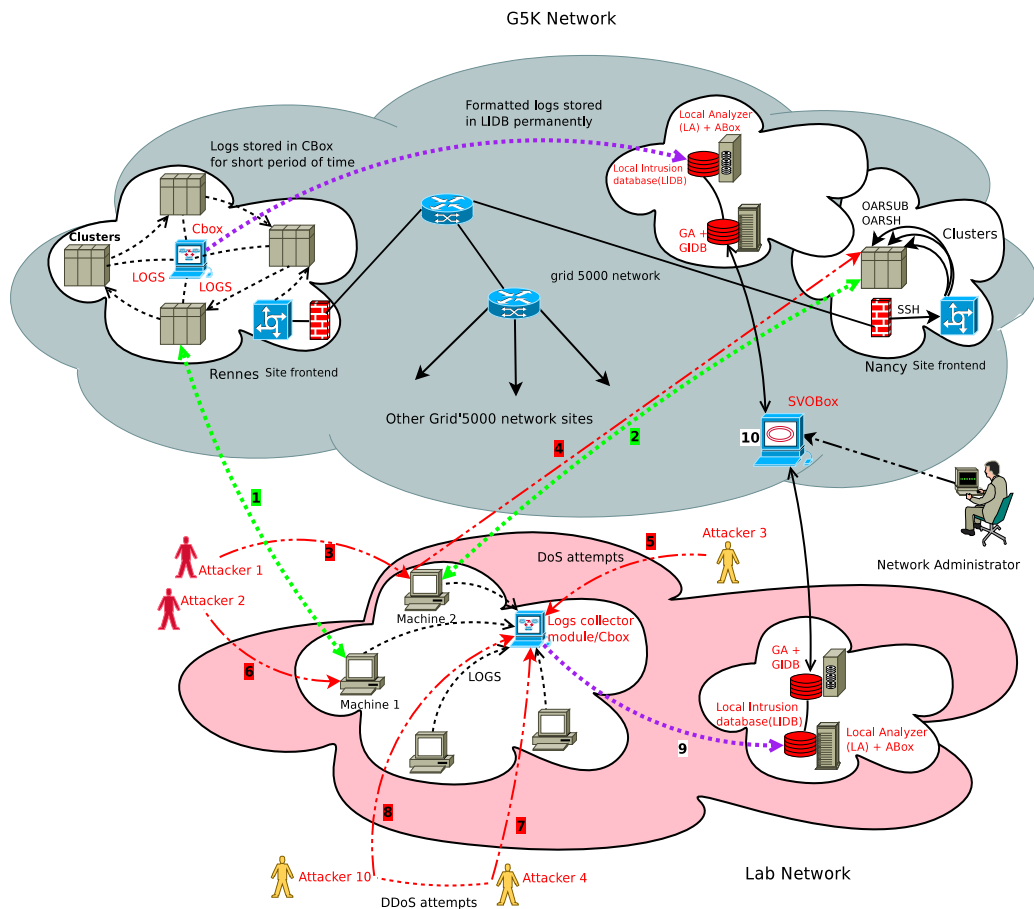 G5K Network
Formatted logs stored
in LIDB permanently
Local Analyzer
(LA) + ABox
Logs stored in CBox
for short period of time
Local Intrusion
database(LIDB)
OARSUB
OARSH
Cbox
Clusters
GA +
GIDB
Clusters
LOGS
LOGS
grid 5000 network
SSH
Rennes Site frontend
Nancy Site frontend
Other Grid'5000 network sites
SVOBox
2
10
4
1
Attacker 3
5
DoS attempts
3
Attacker 1
Network Administrator
Attacker 2
Machine 2
Logs collector
module/Cbox
GA +
GIDB
6
LOGS
Machine 1
Local Intrusion
database(LIDB)
Local Analyzer
(LA) + ABox
9
8
7
Attacker 10
Attacker 4
Lab Network
DDoS attempts